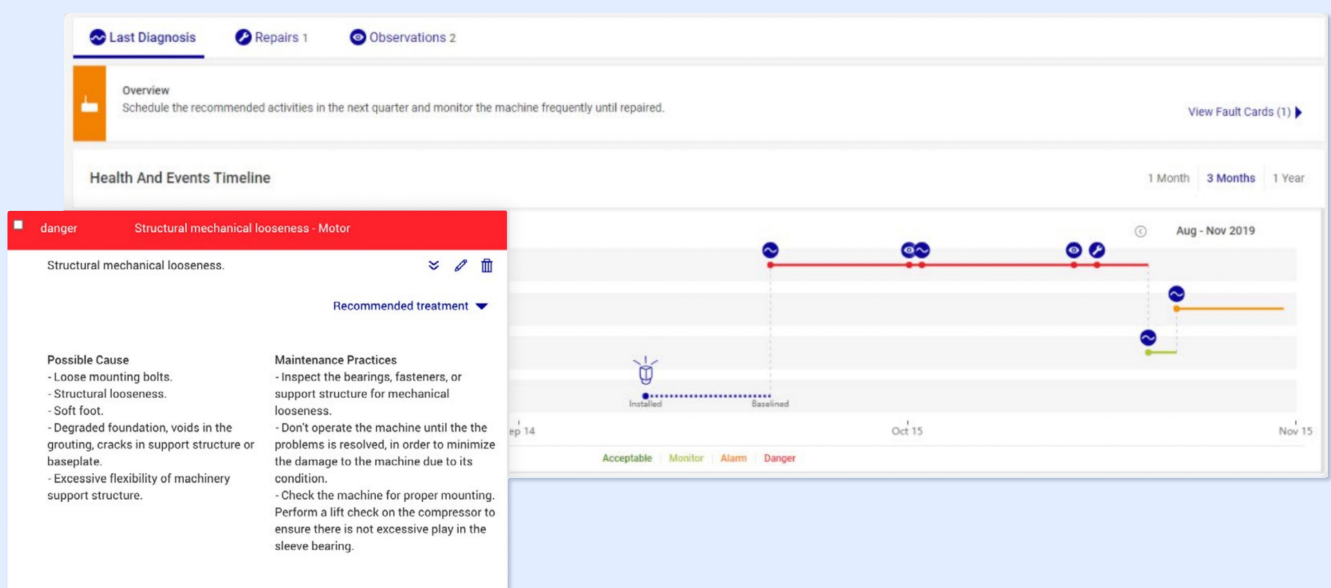 Last Diagnosis
Repairs 1
Observations 2
Overview
Schedule the recommended activities in the next quarter and monitor the machine frequently until repaired.
View Fault Cards (1)
Health And Events Timeline
1 Month
3 Months
1 Year
Aug - Nov 2019
danger
Structural mechanical looseness - Motor
Structural mechanical looseness.
Recommended treatment
Possible Cause
- Loose mounting bolts.
- Structural looseness.
- Soft foot.
- Degraded foundation, voids in the
grouting, cracks in support structure or
baseplate.
- Excessive flexibility of machinery
support structure.
Maintenance Practices
- Inspect the bearings, fasteners, or
support structure for mechanical
looseness.
- Don't operate the machine until the the
problems is resolved, in order to minimize
the damage to the machine due to its
condition.
- Check the machine for proper mounting.
Perform a lift check on the compressor to
ensure there is not excessive play in the
sleeve bearing.
Installed
Baselined
ep 14
Oct 15
Nov 15
Acceptable
Monitor
Alarm
Danger